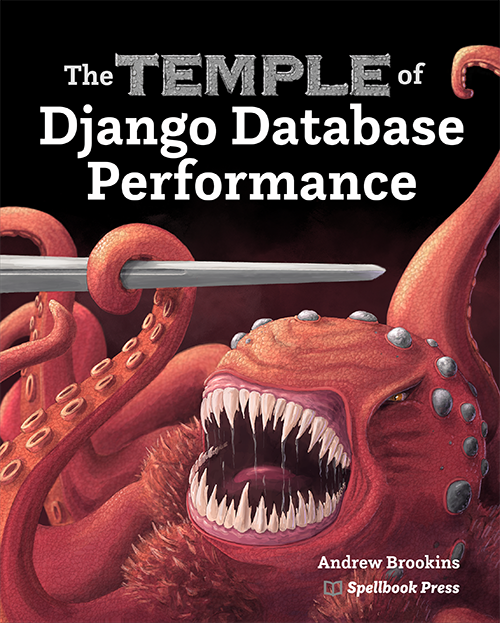 The TEMPLE of
Django Database
Performance
Andrew Brookins
Spellbook Press